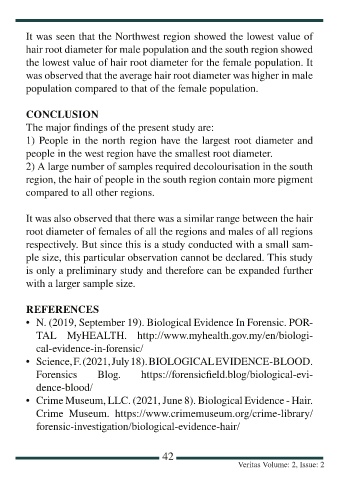 It was seen that the Northwest region showed the lowest value of
hair root diameter for male population and the south region showed
the lowest value of hair root diameter for the female population. It
was observed that the average hair root diameter was higher in male
population compared to that of the female population.
CONCLUSION
The major findings of the present study are:
1) People in the north region have the largest root diameter and
people in the west region have the smallest root diameter.
2) A large number of samples required decolourisation in the south
region, the hair of people in the south region contain more pigment
compared to all other regions.
It was also observed that there was a similar range between the hair
root diameter of females of all the regions and males of all regions
respectively. But since this is a study conducted with a small sam-
ple size, this particular observation cannot be declared. This study
is only a preliminary study and therefore can be expanded further
with a larger sample size.
REFERENCES
• N. (2019, September 19). Biological Evidence In Forensic. POR-
TAL MyHEALTH. http://www.myhealth.gov.my/en/biologi-
cal-evidence-in-forensic/
• Science, F. (2021, July 18). BIOLOGICAL EVIDENCE-BLOOD.
Forensics Blog. https://forensicfield.blog/biological-evi-
dence-blood/
• Crime Museum, LLC. (2021, June 8). Biological Evidence - Hair.
Crime Museum. https://www.crimemuseum.org/crime-library/
forensic-investigation/biological-evidence-hair/
42
Veritas Volume: 2, Issue: 2